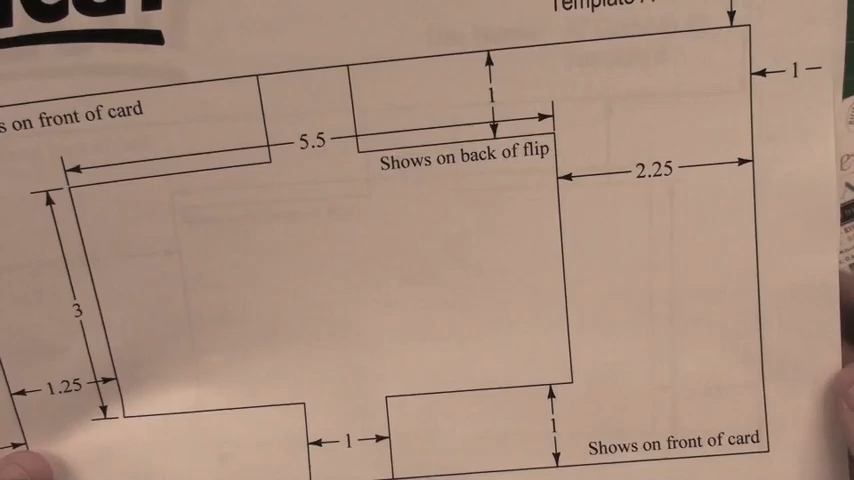 Template
s on front of card
1
1
5.5
Shows on back of flip
2.25
3
1.25
1
1
Shows on front of card